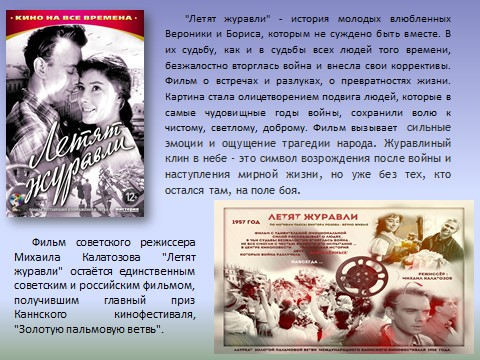 КИНО НА ВСЕ ВРЕМЕНА
Летят
журавли
12+
"Летят журавли" - история молодых влюбленных
Вероники и Бориса, которым не суждено быть вместе. В
их судьбу, как и в судьбы всех людей того времени,
безжалостно вторглась война и внесла свои коррективы.
Фильм о встречах и разлуках, о превратностях жизни.
Картина стала олицетворением подвига людей, которые в
самые чудовищные годы войны, сохранили волю к
чистому, светлому, доброму. Фильм вызывает сильные
эмоции и ощущение трагедии народа. Журавлиный
клин в небе - это символ возрождения после войны и
наступления мирной жизни, но уже без тех, кто
остался там, на поле боя.
Фильм советского режиссера
Михаила Калатозова "Летят
журавли" остаётся единственным
советским и российским фильмом,
получившим главный приз
Каннского кинофестиваля,
"Золотую пальмовую ветвь".
1957 ГОД
ЛЕТЯТ ЖУРАВЛИ
НАВСЕГДА ...
РЕЖИССЁР:
МИХАИЛ КАЛАТОЗОВ